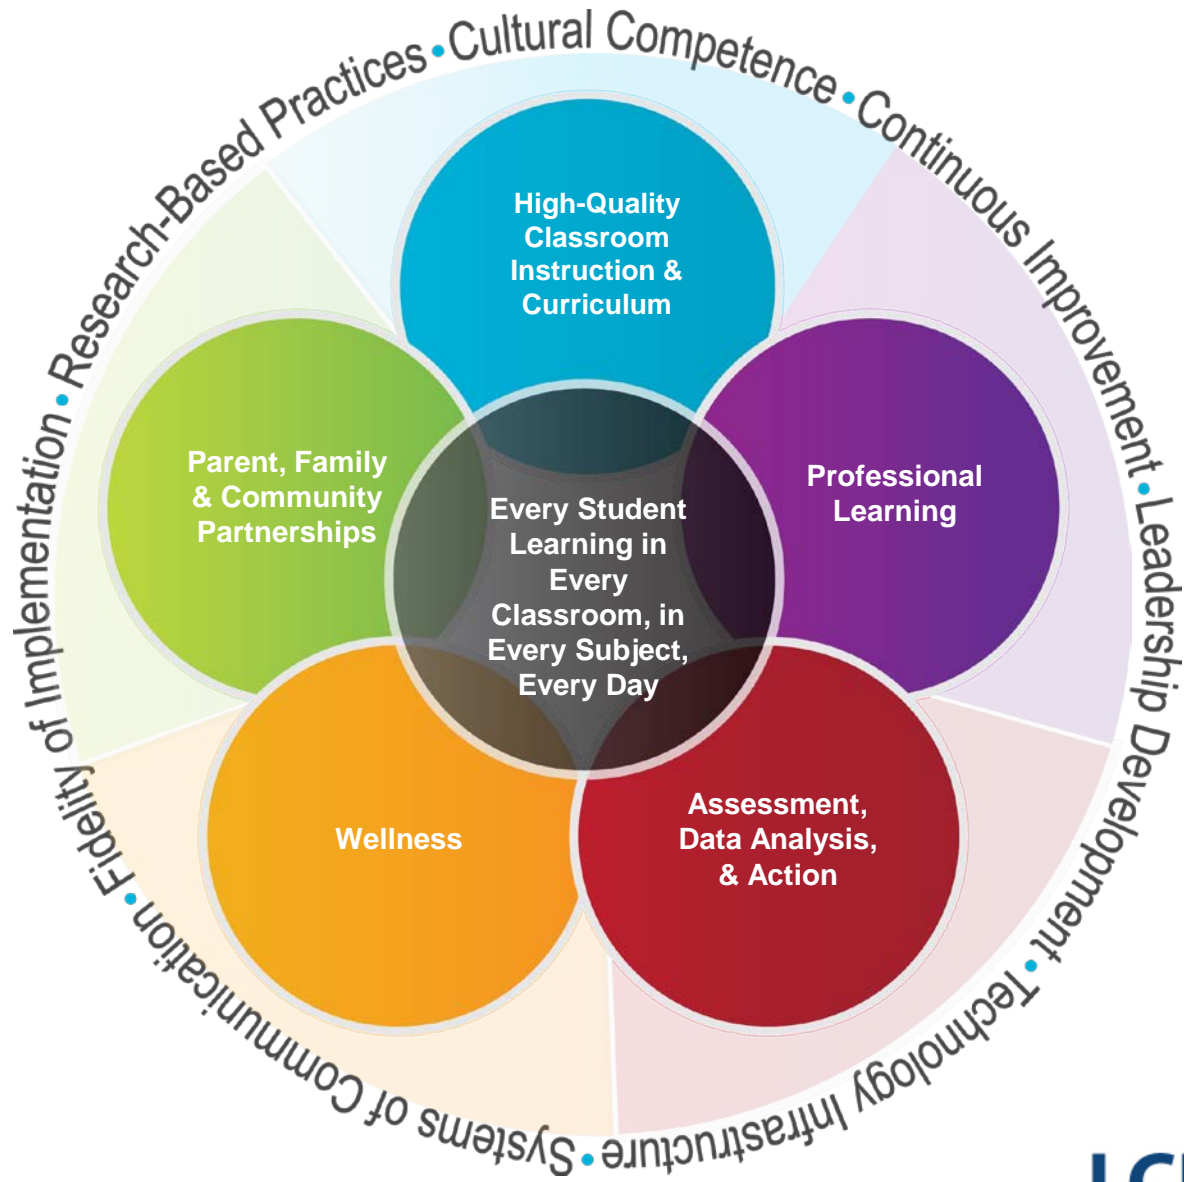 Cultural Competence • Continuous Improvement • Leadership Development • Technology Infrastructure • Systems of Communication • Fidelity of Implementation • Research-Based Practices •
High-Quality
Classroom
Instruction &
Curriculum
Parent, Family
& Community
Partnerships
Professional
Learning
Every Student
Learning in
Every
Classroom, in
Every Subject,
Every Day
Wellness
Assessment,
Data Analysis,
& Action